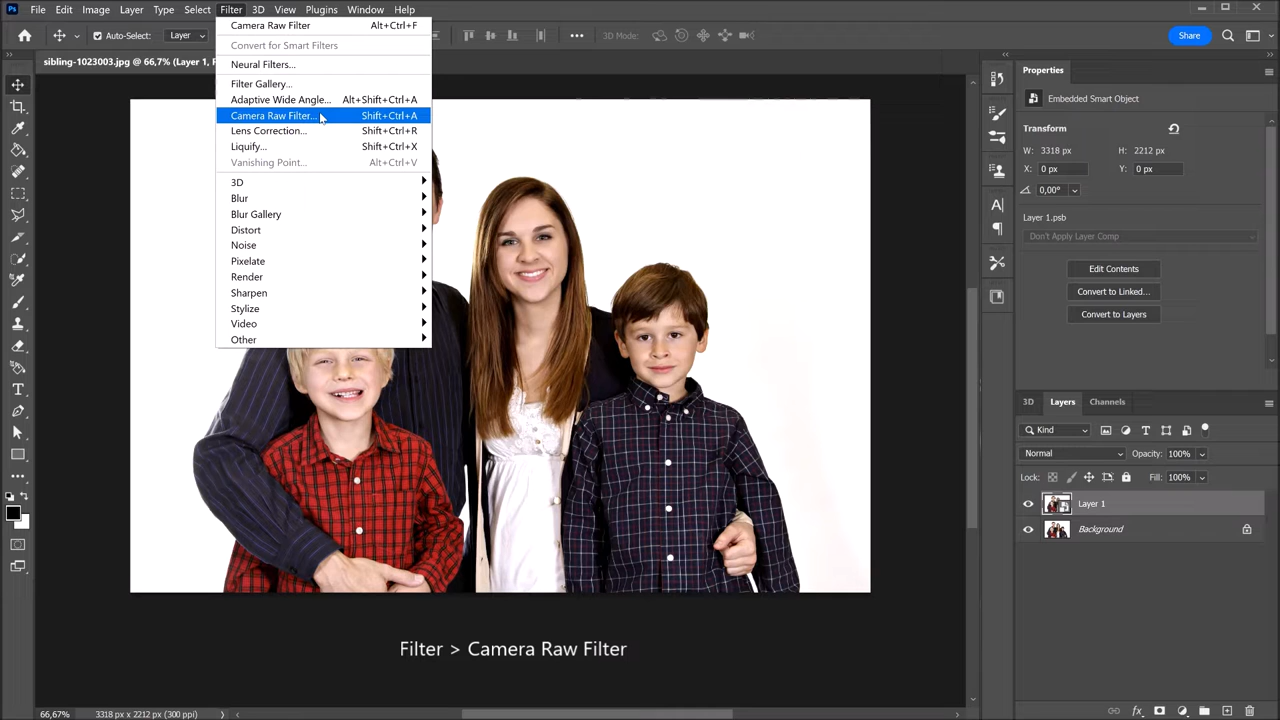 Ps File Edit Image Layer Type Select Filter 3D View Plugins Window Help
Auto-Select: Layer
3D Mode:
Share
sibling-1023003.jpg @ 66,7% (Layer 1,
Camera Raw Filter Alt+Ctrl+F
Convert for Smart Filters
Neural Filters...
Filter Gallery...
Adaptive Wide Angle... Alt+Shift+Ctrl+A
Camera Raw Filter... Shift+Ctrl+A
Lens Correction... Shift+Ctrl+R
Liquify... Shift+Ctrl+X
Vanishing Point... Alt+Ctrl+V
3D
Blur
Blur Gallery
Distort
Noise
Pixelate
Render
Sharpen
Stylize
Video
Other
Filter > Camera Raw Filter
66,67% 3318 px x 2212 px (300 ppi)
Properties
Embedded Smart Object
Transform
W: 3318 px H: 2212 px
X: 0 px Y: 0 px
0,00°
Layer 1.psb
Don't Apply Layer Comp
Edit Contents
Convert to Linked...
Convert to Layers
3D Layers Channels
Kind
Normal Opacity: 100%
Lock: Fill: 100%
Layer 1
Background